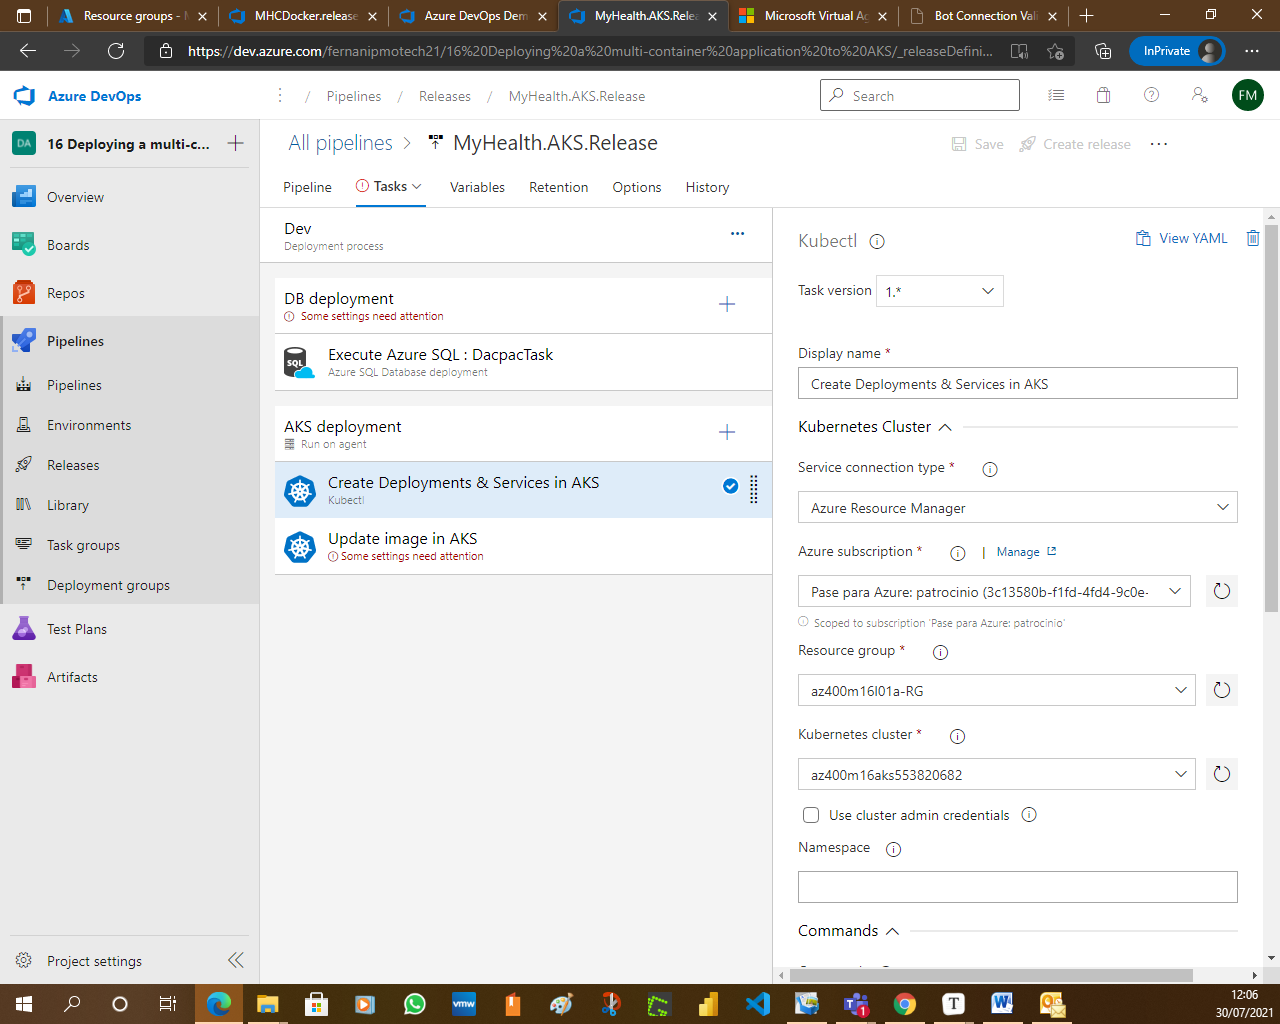 Resource groups - M
MHCDocker.release
Azure DevOps Dem
MyHealth.AKS.Relea
Microsoft Virtual Ag
Bot Connection Vali
https://dev.azure.com/fernanipmotech21/16%20Deploying%20a%20multi-container%20application%20to%20AKS/_releaseDefini...
InPrivate
Azure DevOps
/ Pipelines / Releases / MyHealth.AKS.Release
Search
FM
DA
16 Deploying a multi-c...
All pipelines
MyHealth.AKS.Release
Save
Create release
Overview
Boards
Repos
Pipelines
Pipelines
Environments
Releases
Library
Task groups
Deployment groups
Test Plans
Artifacts
Project settings
Pipeline
Tasks
Variables
Retention
Options
History
Dev
Deployment process
DB deployment
Some settings need attention
SQL
Execute Azure SQL : DacpacTask
Azure SQL Database deployment
AKS deployment
Run on agent
Create Deployments & Services in AKS
Kubectl
Update image in AKS
Some settings need attention
Kubectl
View YAML
Task version
1.*
Display name *
Create Deployments & Services in AKS
Kubernetes Cluster
Service connection type *
Azure Resource Manager
Azure subscription *
| Manage
Pase para Azure: patrocinio (3c13580b-f1fd-4fd4-9c0e-
Scoped to subscription 'Pase para Azure: patrocinio'
Resource group *
az400m16l01a-RG
Kubernetes cluster *
az400m16aks553820682
Use cluster admin credentials
Namespace
Commands
vmw
1
T
12:06
30/07/2021